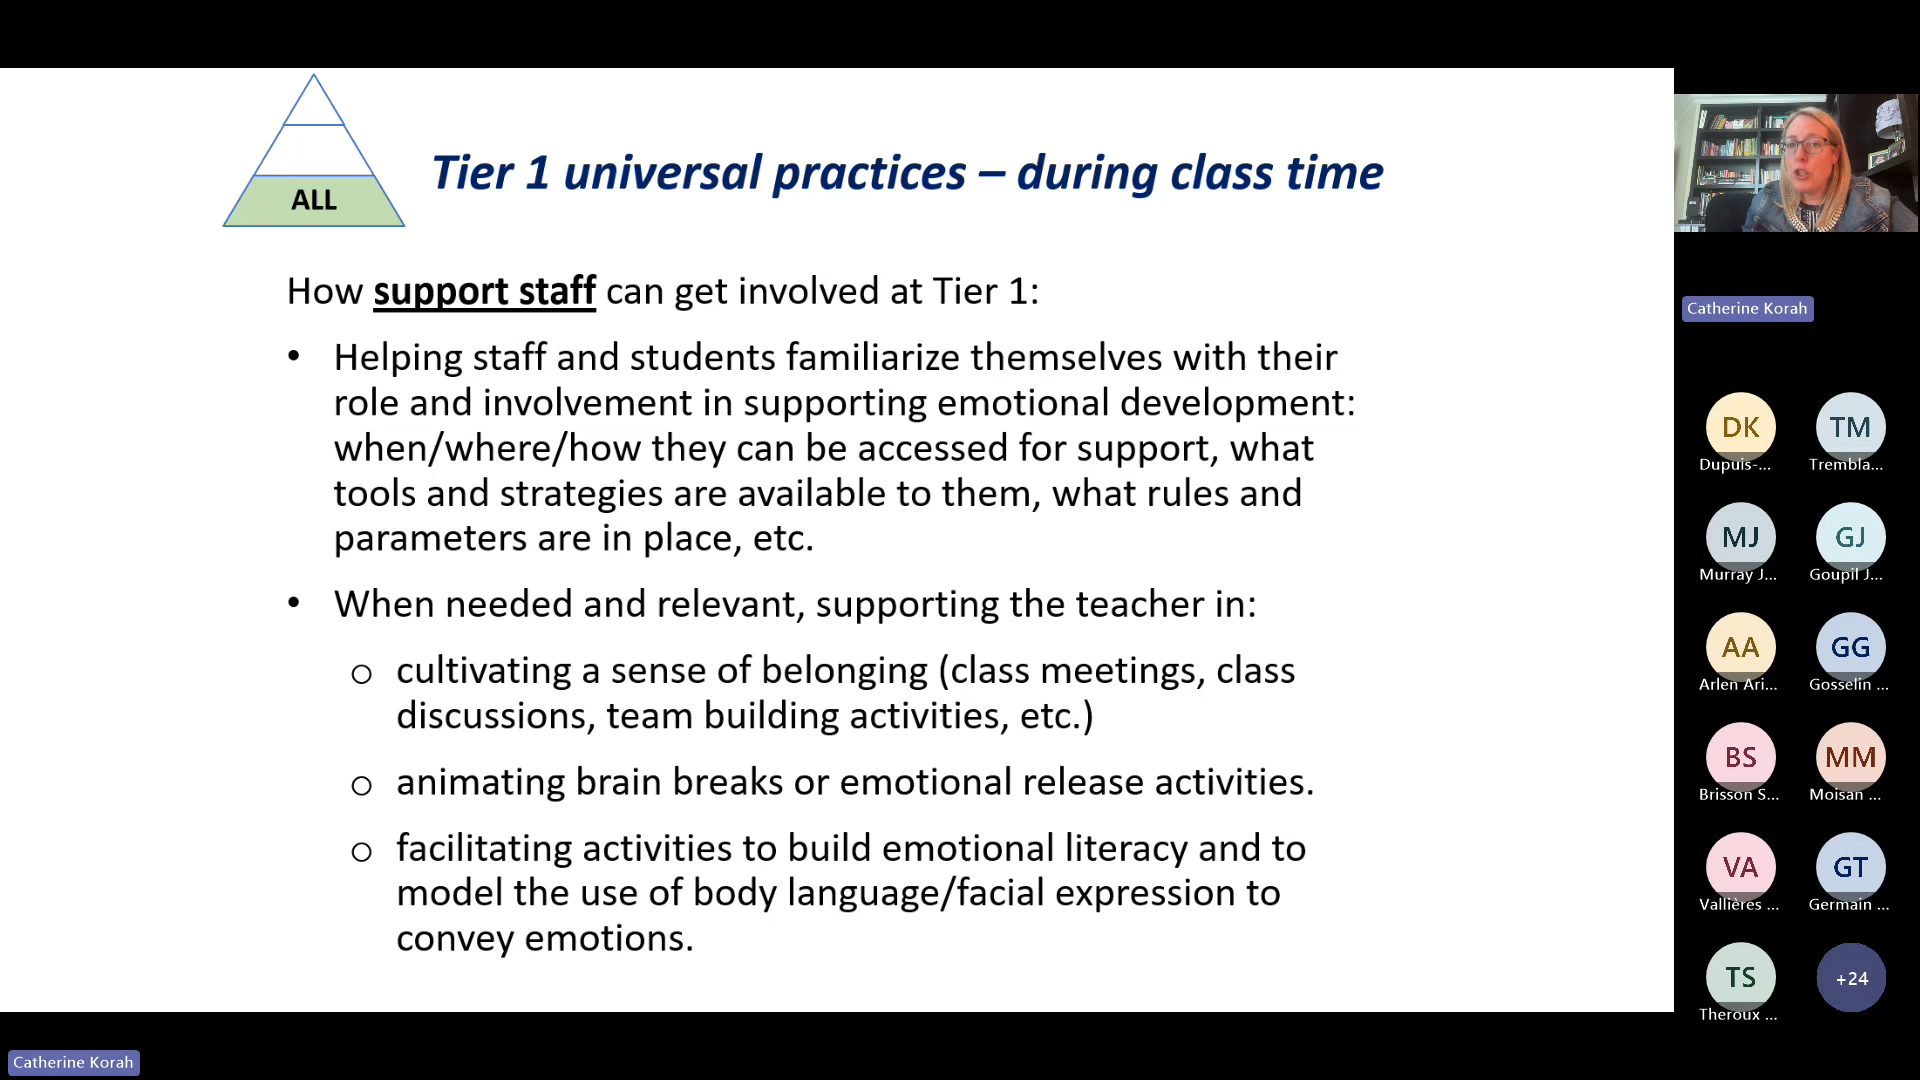 ALL
Tier 1 universal practices – during class time
How support staff can get involved at Tier 1:
• Helping staff and students familiarize themselves with their
role and involvement in supporting emotional development:
when/where/how they can be accessed for support, what
tools and strategies are available to them, what rules and
parameters are in place, etc.
• When needed and relevant, supporting the teacher in:
o cultivating a sense of belonging (class meetings, class
discussions, team building activities, etc.)
o animating brain breaks or emotional release activities.
o facilitating activities to build emotional literacy and to
model the use of body language/facial expression to
convey emotions.
Catherine Korah
DK
Dupuis-...
TM
Trembla...
MJ
Murray J...
GJ
Goupil J...
AA
Arlen Ari...
GG
Gosselin ...
BS
Brisson S...
MM
Moisan ...
VA
Vallières ...
GT
Germain ...
TS
Theroux ...
+24
Catherine Korah